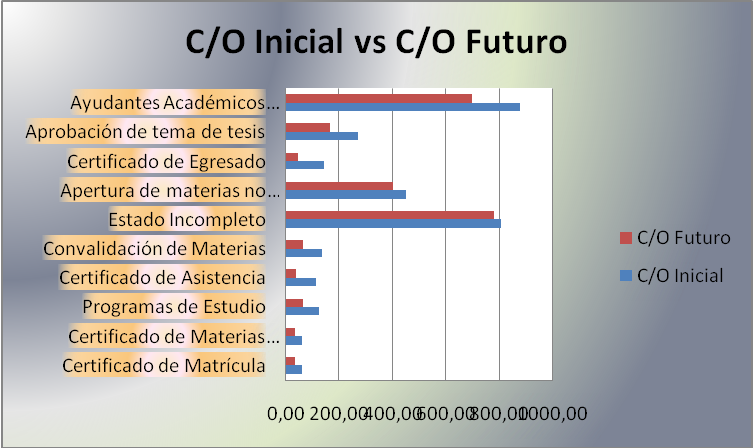 C/O Inicial vs C/O Futuro
Ayudantes Académicos...
Aprobación de tema de tesis
Certificado de Egresado
Apertura de materias no...
Estado Incompleto
Convalidación de Materias
Certificado de Asistencia
Programas de Estudio
Certificado de Materias...
Certificado de Matrícula
0,00 200,00 400,00 600,00 800,00 1000,00
C/O Futuro
C/O Inicial